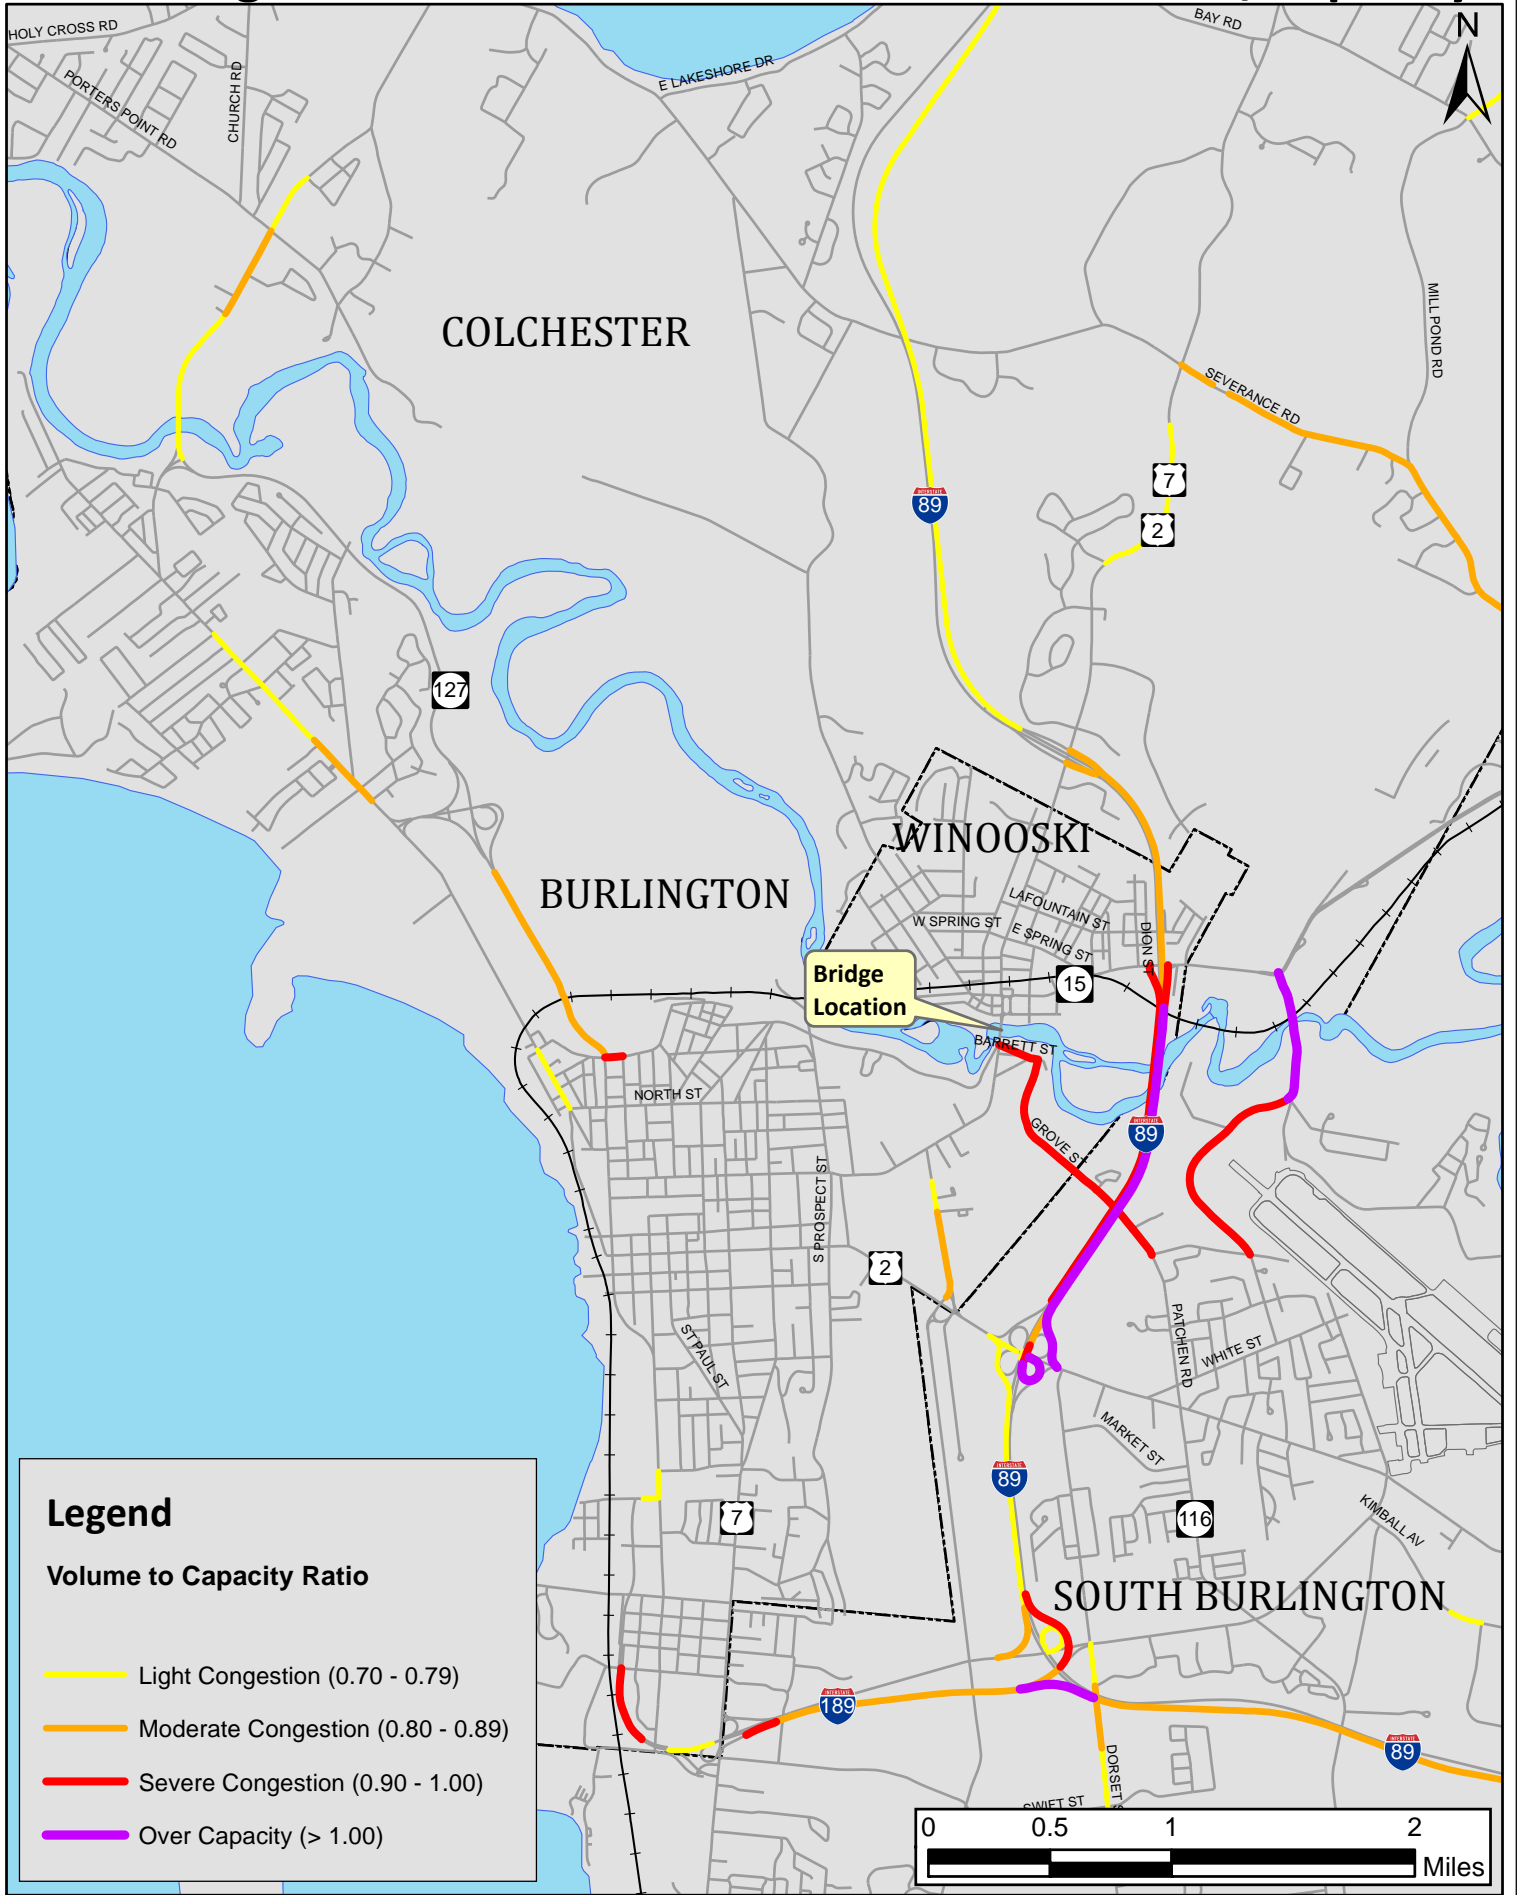 HOLY CROSS RD
PORTERS POINT RD
CHURCH RD
E LAKESHORE DR
BAY RD
N
COLCHESTER
MILL POND RD
SEVERANCE RD
7
INTERSTATE
89
2
127
WINOOSKI
BURLINGTON
LAFOUNTAIN ST
W SPRING ST
E SPRING ST
DION ST
Bridge
Location
15
BARRETT ST
NORTH ST
GROVE ST
INTERSTATE
89
S PROSPECT ST
2
PATCHEN RD
WHITE ST
ST PAUL ST
MARKET ST
INTERSTATE
89
7
116
KIMBALL AV
SOUTH BURLINGTON
INTERSTATE
189
INTERSTATE
89
DORSET
SWIFT ST
Legend
Volume to Capacity Ratio
Light Congestion (0.70 - 0.79)
Moderate Congestion (0.80 - 0.89)
Severe Congestion (0.90 - 1.00)
Over Capacity (> 1.00)
0 0.5 1 2
Miles